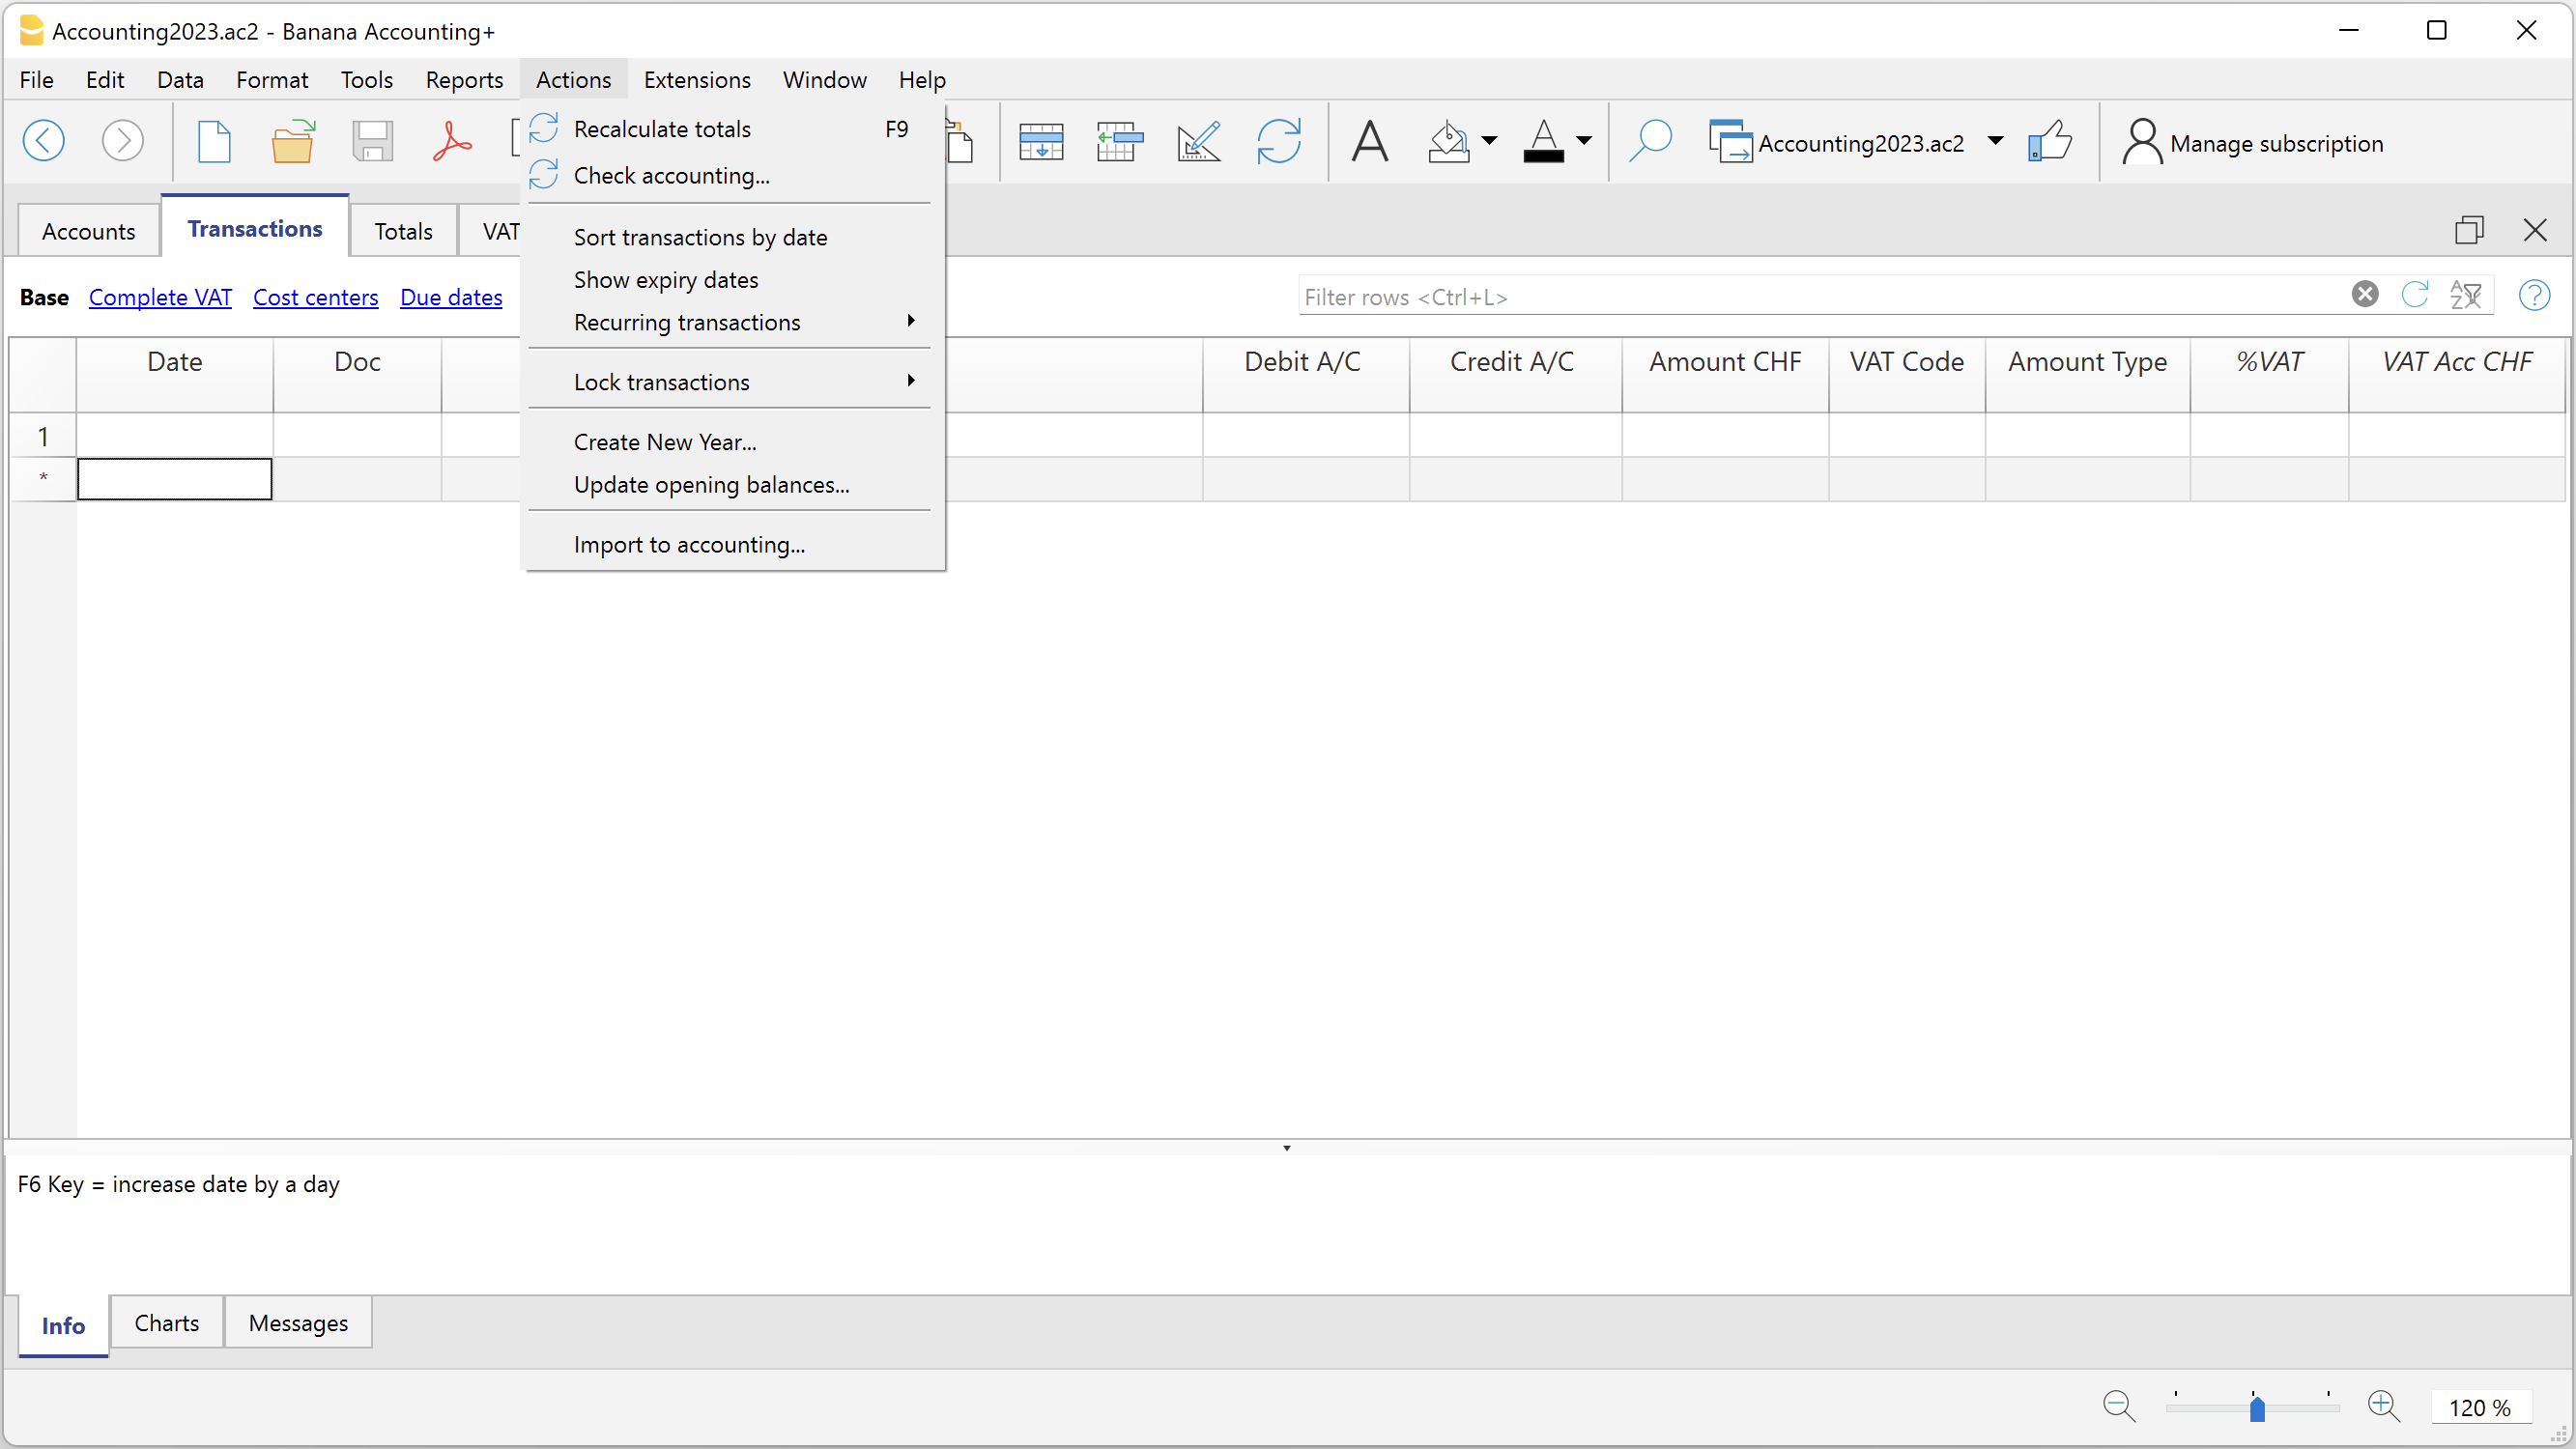 Accounting2023.ac2 - Banana Accounting+
File Edit Data Format Tools Reports Actions Extensions Window Help
Accounting2023.ac2 Manage subscription
Recalculate totals F9
Check accounting...
Sort transactions by date
Show expiry dates
Recurring transactions
Lock transactions
Create New Year...
Update opening balances...
Import to accounting...
Accounts Transactions Totals VAT
Base Complete VAT Cost centers Due dates Filter rows <Ctrl+L>
Date Doc Debit A/C Credit A/C Amount CHF VAT Code Amount Type %VAT VAT Acc CHF
1
*
F6 Key = increase date by a day
Info Charts Messages
120 %